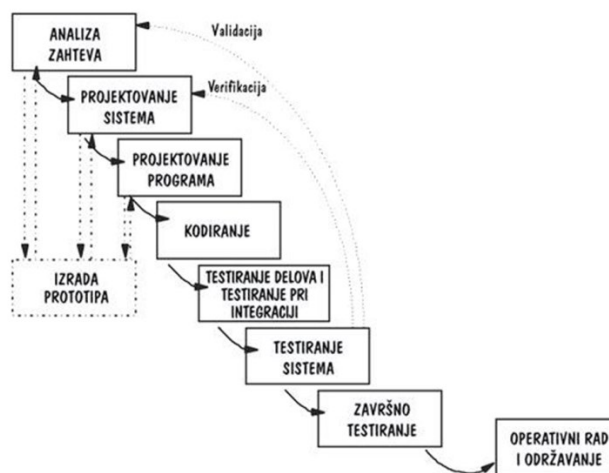 ANALIZA
ZAHTEVA
Validacija
Verifikacija
PROJEKTOVANJE
SISTEMA
PROJEKTOVANJE
PROGRAMA
KODIRANJE
IZRADA
PROTOTIPA
TESTIRANJE DELOVA I
TESTIRANJE PRI
INTEGRACIJI
TESTIRANJE
SISTEMA
ZAVRŠNO
TESTIRANJE
OPERATIVNI RAD
I ODRŽAVANJE